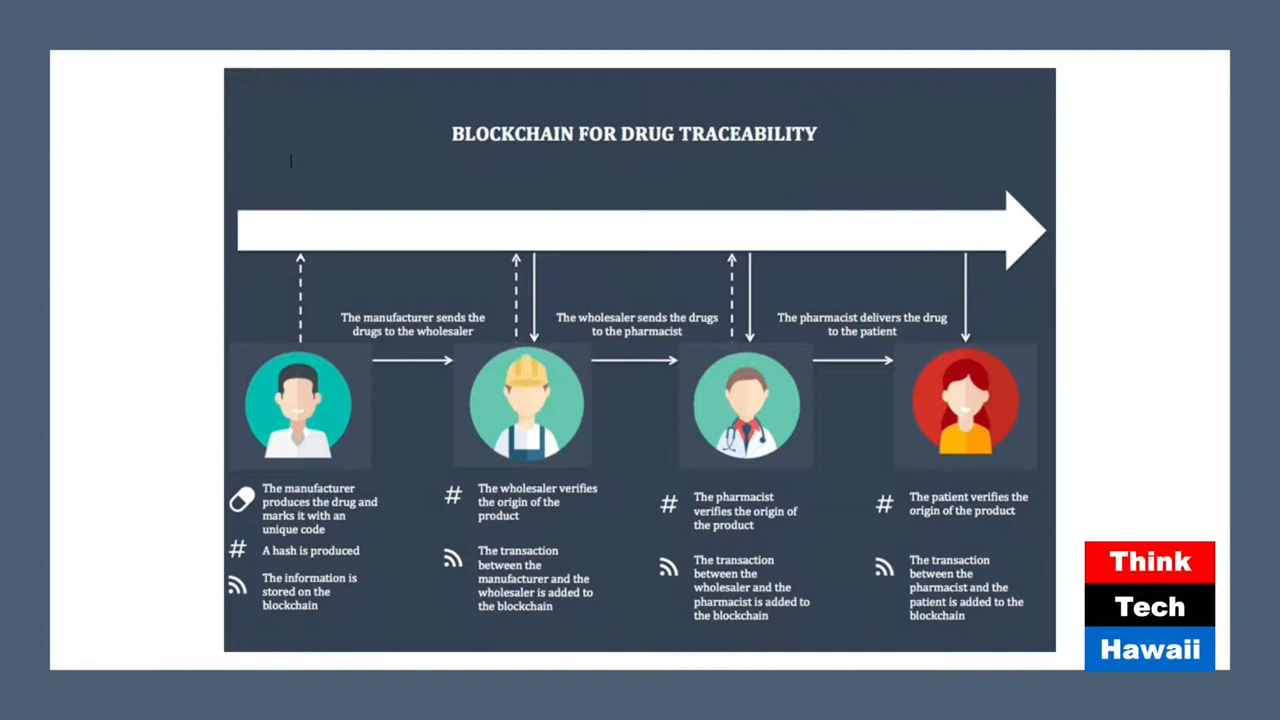 BLOCKCHAIN FOR DRUG TRACEABILITY
The manufacturer sends the
drugs to the wholesaler
The wholesaler sends the drugs
to the pharmacist
The pharmacist delivers the drug
to the patient
The manufacturer
produces the drug and
marks it with an
unique code
# A hash is produced
The information is
stored on the
blockchain
# The wholesaler verifies
the origin of the
product
The transaction
between the
manufacturer and the
wholesaler is added to
the blockchain
# The pharmacist
verifies the origin of
the product
The transaction
between the
wholesaler and the
pharmacist is added to
the blockchain
# The patient verifies the
origin of the product
The transaction
between the
pharmacist and the
patient is added to the
blockchain
Think
Tech
Hawaii